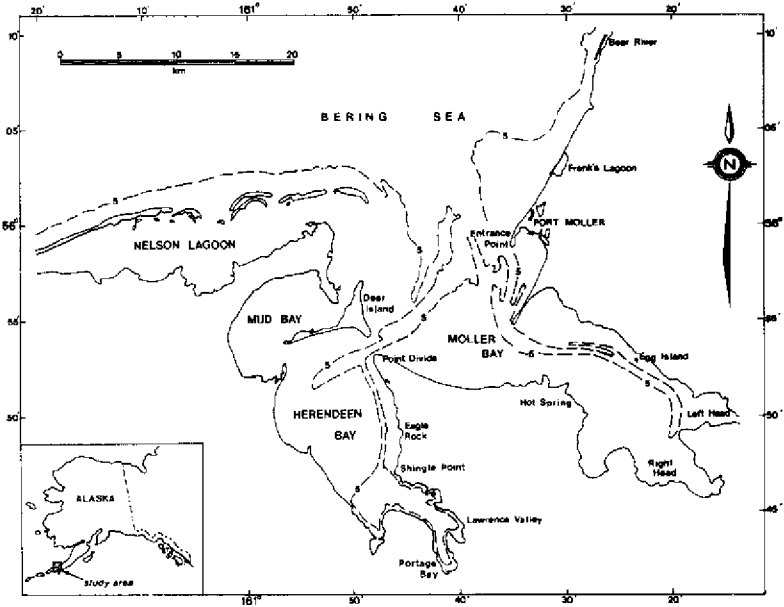 20' 10' 161° 50' 40' 30' 20'
10' 10'
0 5 10 15 20
km
Bear River
BERING SEA
05' 05'
5
5
N
Frank's Lagoon
56° 56°
PORT MOLLER
Entrance Point
NELSON LAGOON
5
5
Deer Island
MUD BAY
5
55' 55'
MOLLER BAY
5
Egg Island
5
Point Divide
5
HERENDEEN BAY
Hot Spring
Left Head
50' 50'
Eagle Rock
Right Head
Shingle Point
5
ALASKA
45'
Lawrence Valley
Portage Bay
study area
161° 50' 40' 30' 20'